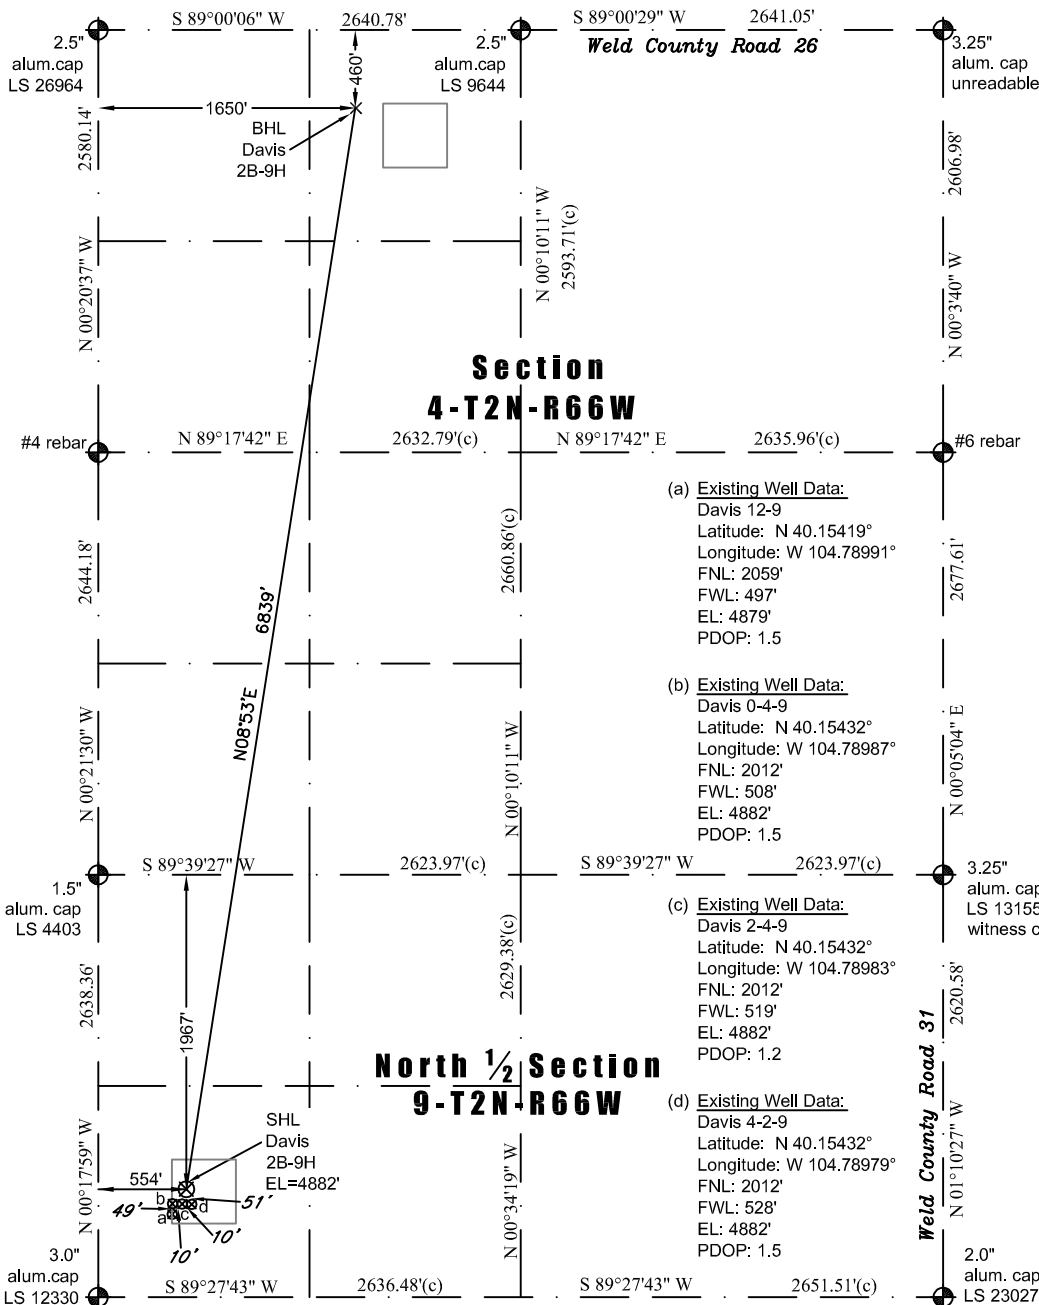 S 89°00'06" W 2640.78' S 89°00'29" W 2641.05'
Weld County Road 26
2.5"
alum.cap
LS 26964
2.5"
alum.cap
LS 9644
3.25"
alum. cap
unreadable
460'
1650'
BHL
Davis
2B-9H
2580.14'
N 00°20'37" W
N 00°10'11" W
2593.71'(c)
2606.98'
N 00°3'40" W
Section
4-T2N-R66W
#4 rebar
N 89°17'42" E 2632.79'(c) N 89°17'42" E 2635.96'(c)
#6 rebar
(a) Existing Well Data:
Davis 12-9
Latitude: N 40.15419°
Longitude: W 104.78991°
FNL: 2059'
FWL: 497'
EL: 4879'
PDOP: 1.5
2644.18'
N 00°21'30" W
6839'
N08°53'E
2660.86'(c)
N 00°10'11" W
2677.61'
N 00°05'04" E
(b) Existing Well Data:
Davis 0-4-9
Latitude: N 40.15432°
Longitude: W 104.78987°
FNL: 2012'
FWL: 508'
EL: 4882'
PDOP: 1.5
S 89°39'27" W 2623.97'(c) S 89°39'27" W 2623.97'(c)
1.5"
alum. cap
LS 4403
3.25"
alum. cap
LS 13155
witness c
(c) Existing Well Data:
Davis 2-4-9
Latitude: N 40.15432°
Longitude: W 104.78983°
FNL: 2012'
FWL: 519'
EL: 4882'
PDOP: 1.2
2638.36'
N 00°17'59" W
1967'
2629.38'(c)
N 00°34'19" W
2620.58'
N 01°10'27" W
Weld County Road 31
North ½ Section
9-T2N-R66W
(d) Existing Well Data:
Davis 4-2-9
Latitude: N 40.15432°
Longitude: W 104.78979°
FNL: 2012'
FWL: 528'
EL: 4882'
PDOP: 1.5
SHL
Davis
2B-9H
EL=4882'
554'
b
51'
49'
d
a
c
10'
10'
3.0"
alum.cap
LS 12330
S 89°27'43" W 2636.48'(c) S 89°27'43" W 2651.51'(c)
2.0"
alum. cap
LS 23027